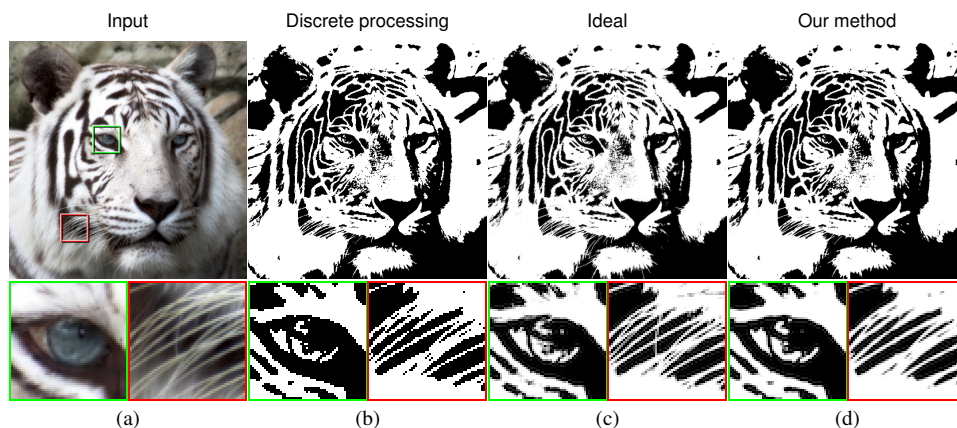 Input
Discrete processing
Ideal
Our method
(a)
(b)
(c)
(d)